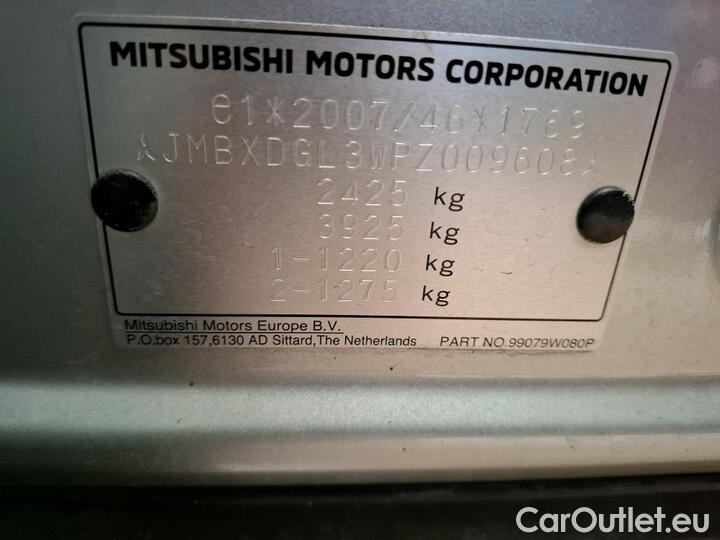 MITSUBISHI MOTORS CORPORATION
e1*2007/46*1769
JMBXDGL3WPZ009608
2425 kg
3925 kg
1-1220 kg
2-1275 kg
Mitsubishi Motors Europe B.V.
P.O.box 157,6130 AD Sittard,The Netherlands PART NO.99079W080P
CarOutlet.eu